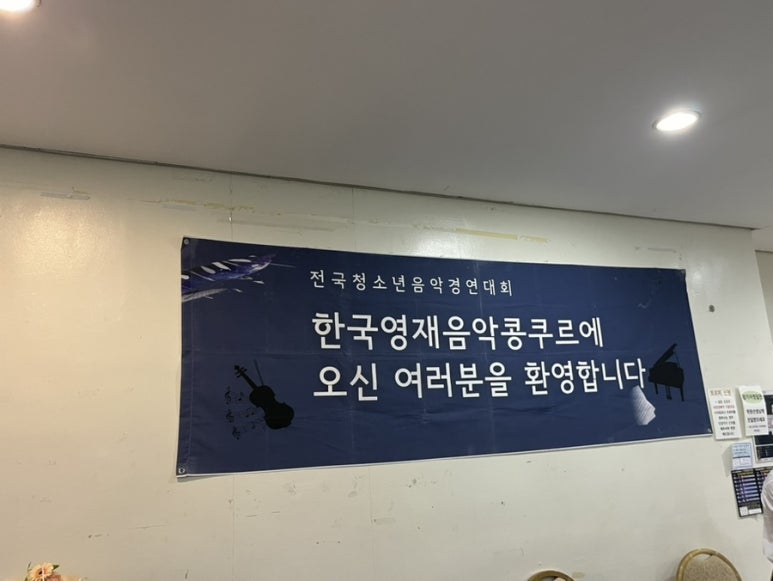 전국청소년음악경연대회
한국영재음악콩쿠르에
오신 여러분을 환영합니다